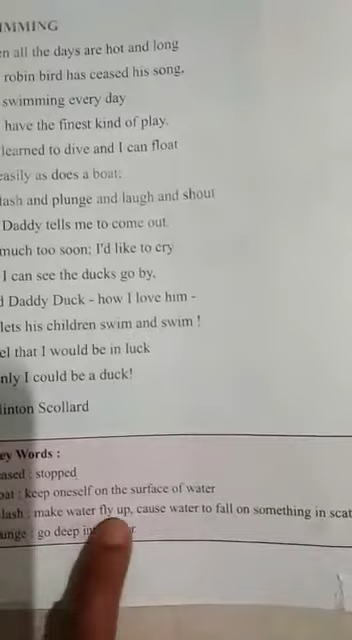 IMMING
en all the days are hot and long
robin bird has ceased his song,
swimming every day
have the finest kind of play.
learned to dive and I can float
easily as does a boat;
lash and plunge and laugh and shout
Daddy tells me to come out.
much too soon; I'd like to cry
I can see the ducks go by,
d Daddy Duck - how I love him -
lets his children swim and swim !
el that I would be in luck
nly I could be a duck!
linton Scollard
ey Words :
eased : stopped
oat : keep oneself on the surface of water
lash : make water fly up, cause water to fall on something in scat
unge : go deep in